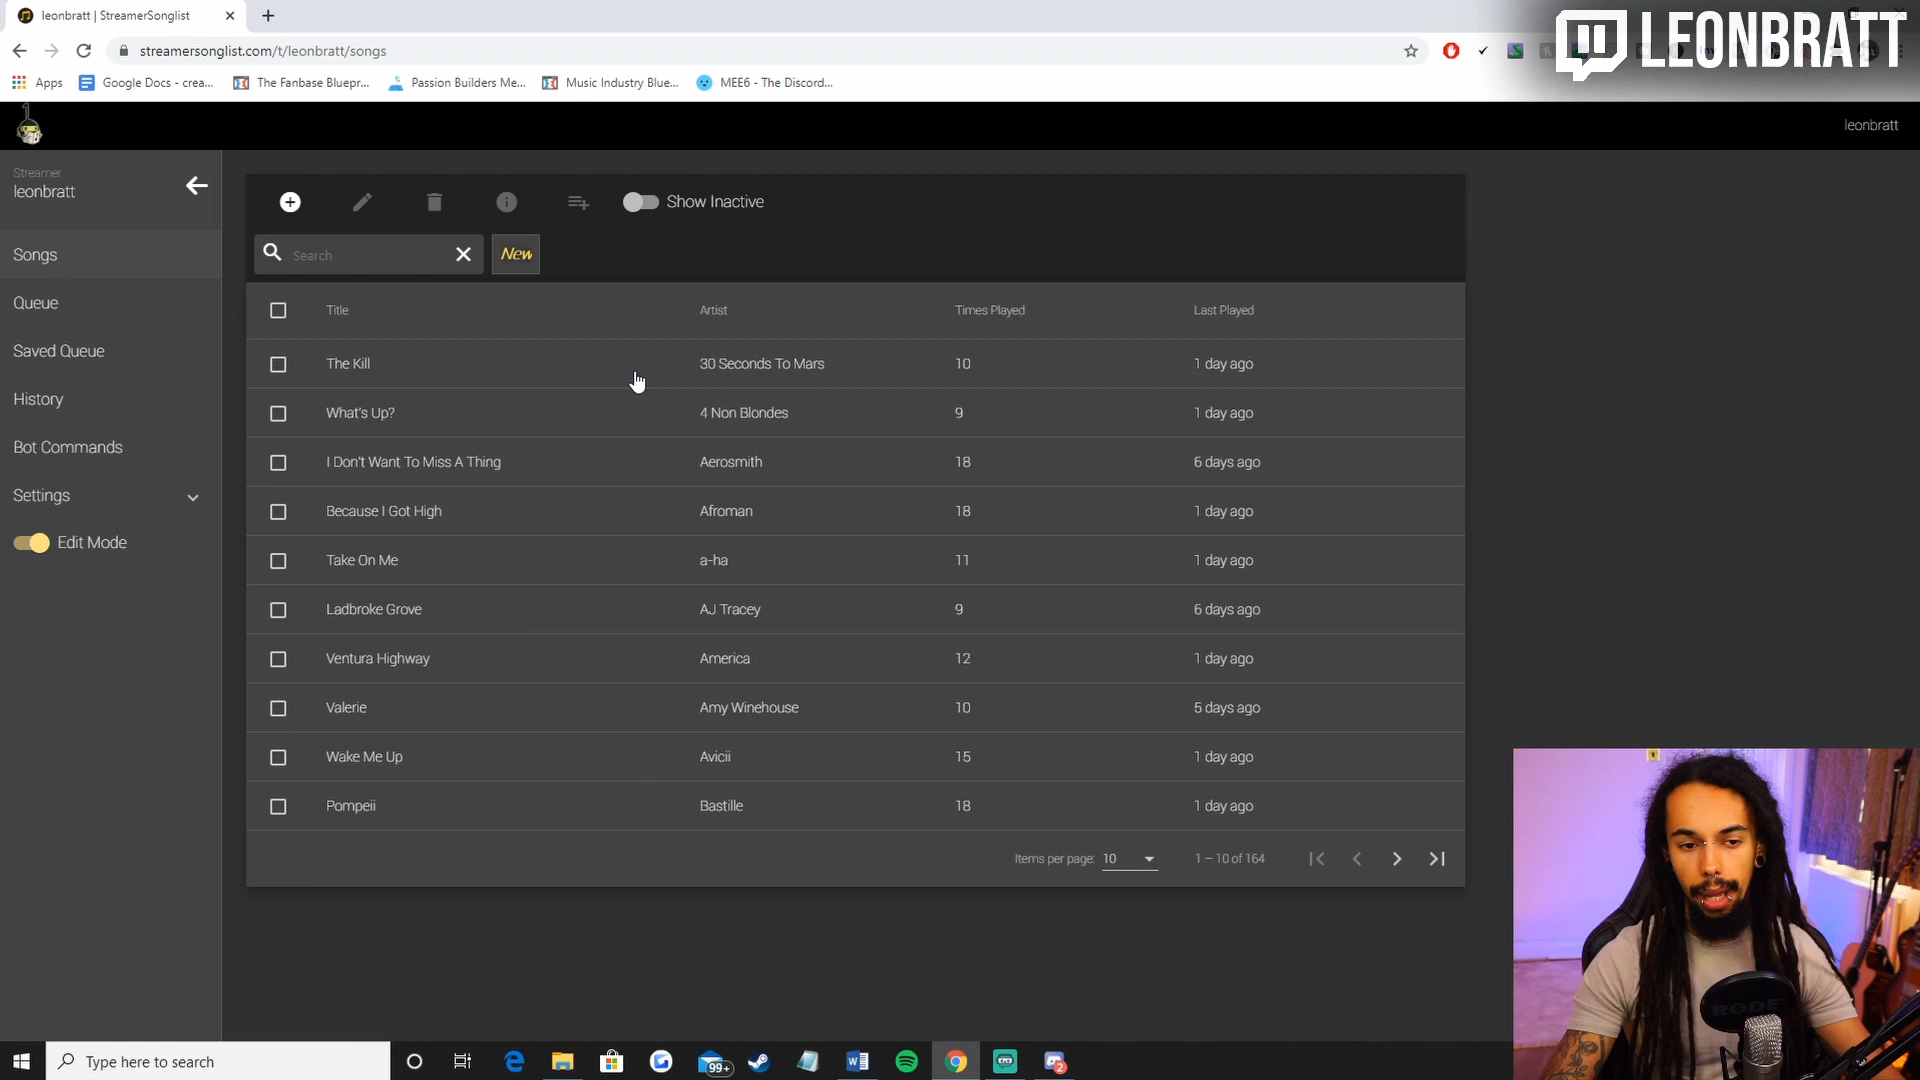 leonbratt | StreamerSonglist
streamersonglist.com/t/leonbratt/songs
LEONBRATT
Apps
Google Docs - crea...
The Fanbase Bluepr...
Passion Builders Me...
Music Industry Blue...
MEE6 - The Discord...
leonbratt
Streamer
leonbratt
Songs
Queue
Saved Queue
History
Bot Commands
Settings
Edit Mode
Show Inactive
Search
New
Title Artist Times Played Last Played
The Kill 30 Seconds To Mars 10 1 day ago
What's Up? 4 Non Blondes 9 1 day ago
I Don't Want To Miss A Thing Aerosmith 18 6 days ago
Because I Got High Afroman 18 1 day ago
Take On Me a-ha 11 1 day ago
Ladbroke Grove AJ Tracey 9 6 days ago
Ventura Highway America 12 1 day ago
Valerie Amy Winehouse 10 5 days ago
Wake Me Up Avicii 15 1 day ago
Pompeii Bastille 18 1 day ago
Items per page: 10 1 – 10 of 164
RODE
Type here to search
99+
2